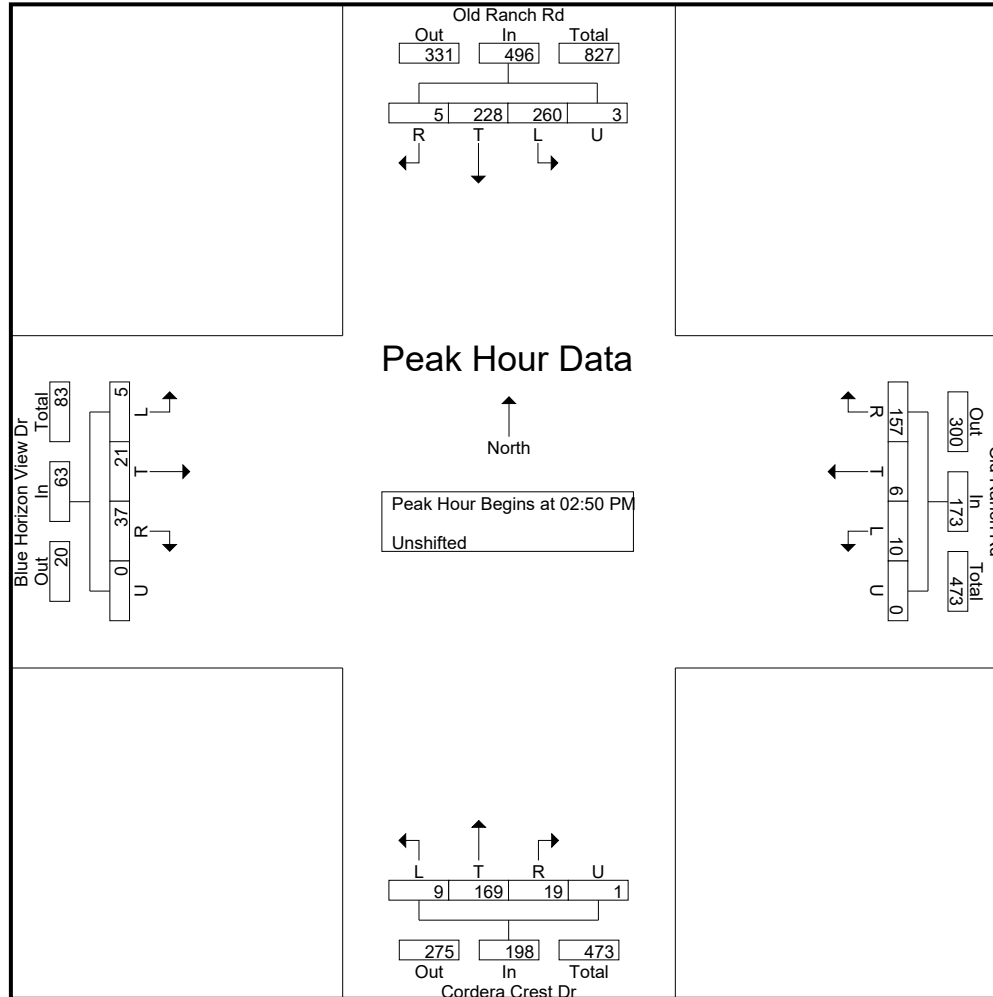 Old Ranch Rd
Out In Total
331 496 827
5 228 260 3
R T L U
Peak Hour Data
North
Peak Hour Begins at 02:50 PM
Unshifted
Blue Horizon View Dr
Total In Out
83 63 20
5 21 37 0
L T R U
R T L U
157 6 10 0
Out In Total
300 173 473
L T R U
9 169 19 1
275 198 473
Out In Total
Cordera Crest Dr